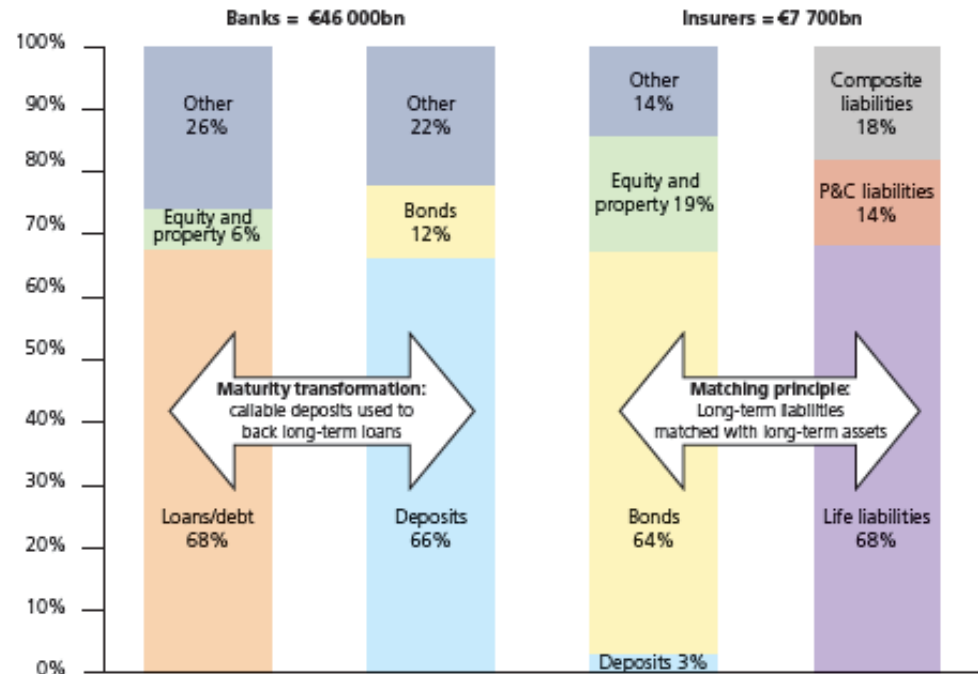 Banks = €46 000bn
Insurers = €7 700bn
100%
90%
80%
70%
60%
50%
40%
30%
20%
10%
0%
Other
26%
Equity and
property 6%
Loans/debt
68%
Other
22%
Bonds
12%
Deposits
66%
Maturity transformation:
callable deposits used to
back long-term loans
Other
14%
Equity and
property 19%
Bonds
64%
Deposits 3%
Composite
liabilities
18%
P&C liabilities
14%
Life liabilities
68%
Matching principle:
Long-term liabilities
matched with long-term assets